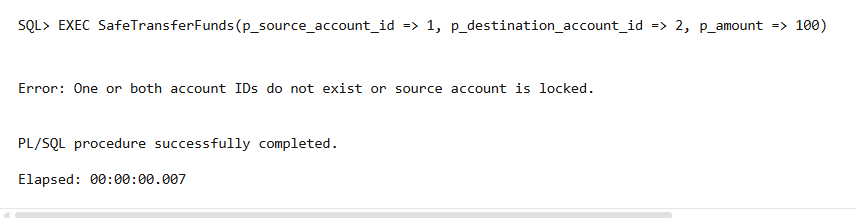 SQL> EXEC SafeTransferFunds(p_source_account_id => 1, p_destination_account_id => 2, p_amount => 100)
Error: One or both account IDs do not exist or source account is locked.
PL/SQL procedure successfully completed.
Elapsed: 00:00:00.007